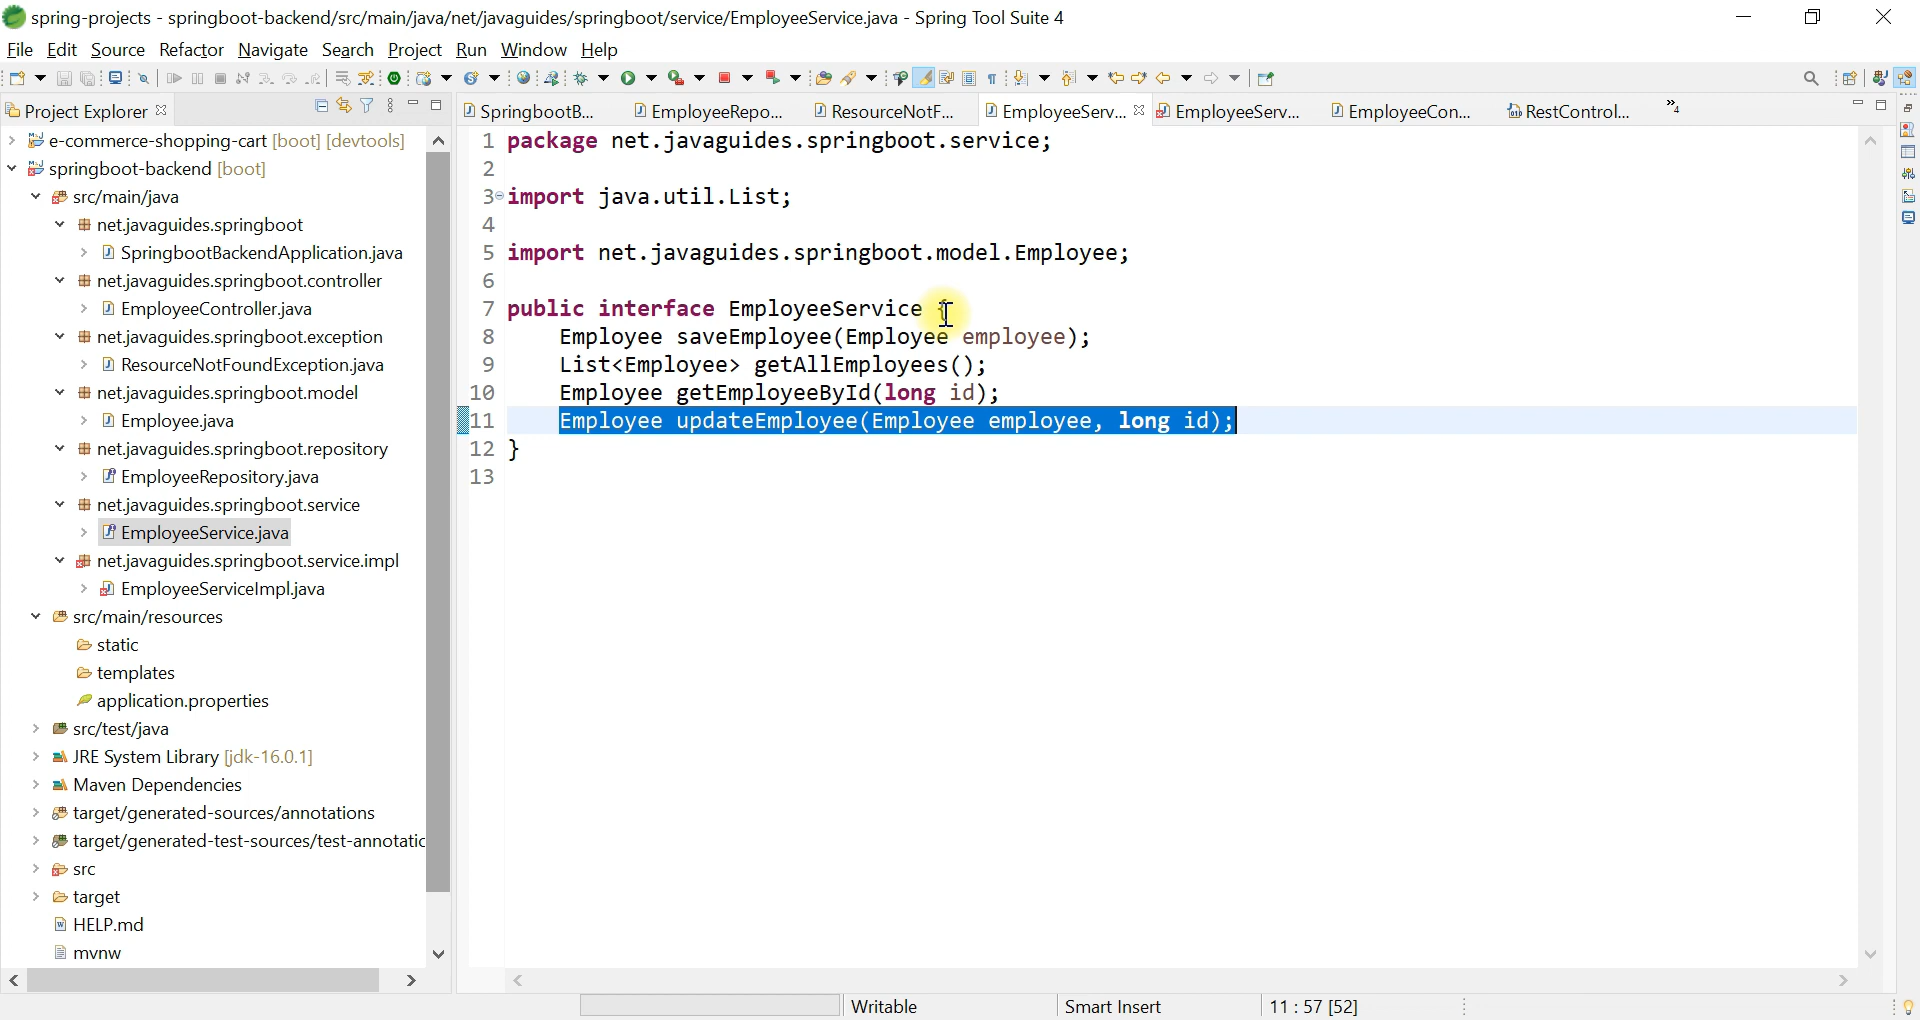 spring-projects - springboot-backend/src/main/java/net/javaguides/springboot/service/EmployeeService.java - Spring Tool Suite 4
File Edit Source Refactor Navigate Search Project Run Window Help
Project Explorer
SpringbootB... EmployeeRepo... ResourceNotF... EmployeeServ... EmployeeServ... EmployeeCon... RestControl... »4
e-commerce-shopping-cart [boot] [devtools]
springboot-backend [boot]
src/main/java
net.javaguides.springboot
SpringbootBackendApplication.java
net.javaguides.springboot.controller
EmployeeController.java
net.javaguides.springboot.exception
ResourceNotFoundException.java
net.javaguides.springboot.model
Employee.java
net.javaguides.springboot.repository
EmployeeRepository.java
net.javaguides.springboot.service
EmployeeService.java
net.javaguides.springboot.service.impl
EmployeeServiceImpl.java
src/main/resources
static
templates
application.properties
src/test/java
JRE System Library [jdk-16.0.1]
Maven Dependencies
target/generated-sources/annotations
target/generated-test-sources/test-annotatic
src
target
HELP.md
mvnw
1 package net.javaguides.springboot.service;
2
3 import java.util.List;
4
5 import net.javaguides.springboot.model.Employee;
6
7 public interface EmployeeService {
8 Employee saveEmployee(Employee employee);
9 List<Employee> getAllEmployees();
10 Employee getEmployeeById(long id);
11 Employee updateEmployee(Employee employee, long id);
12 }
13
Writable Smart Insert 11 : 57 [52]